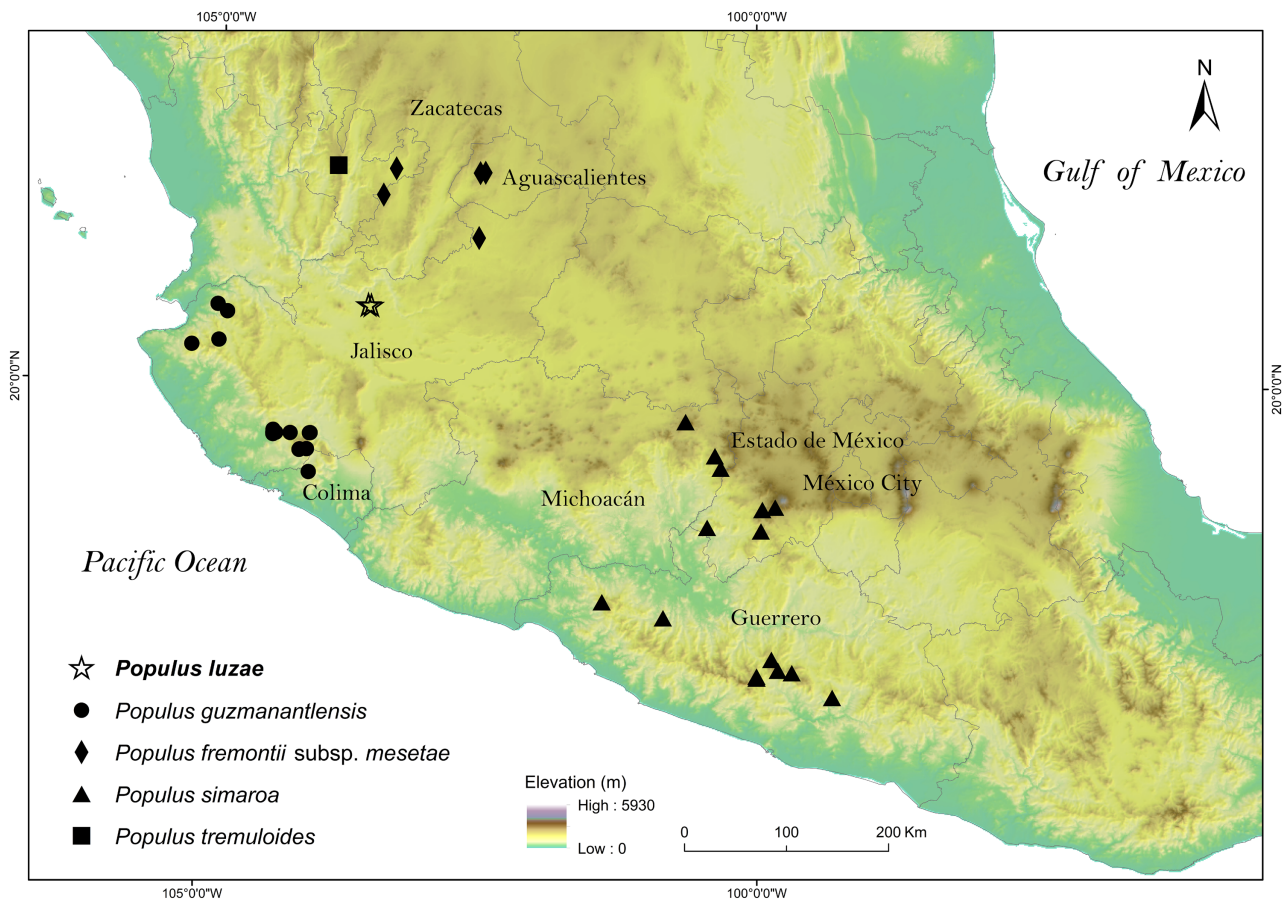 105°0'0"W
100°0'0"W
N
Zacatecas
Gulf of Mexico
Aguascalientes
Jalisco
20°0'0"N
20°0'0"N
Estado de México
México City
Michoacán
Colima
Pacific Ocean
Guerrero
Populus luzae
Populus guzmanantlensis
Populus fremontii subsp. mesetae
Populus simaroa
Populus tremuloides
Elevation (m)
High : 5930
Low : 0
0 100 200 Km
105°0'0"W
100°0'0"W